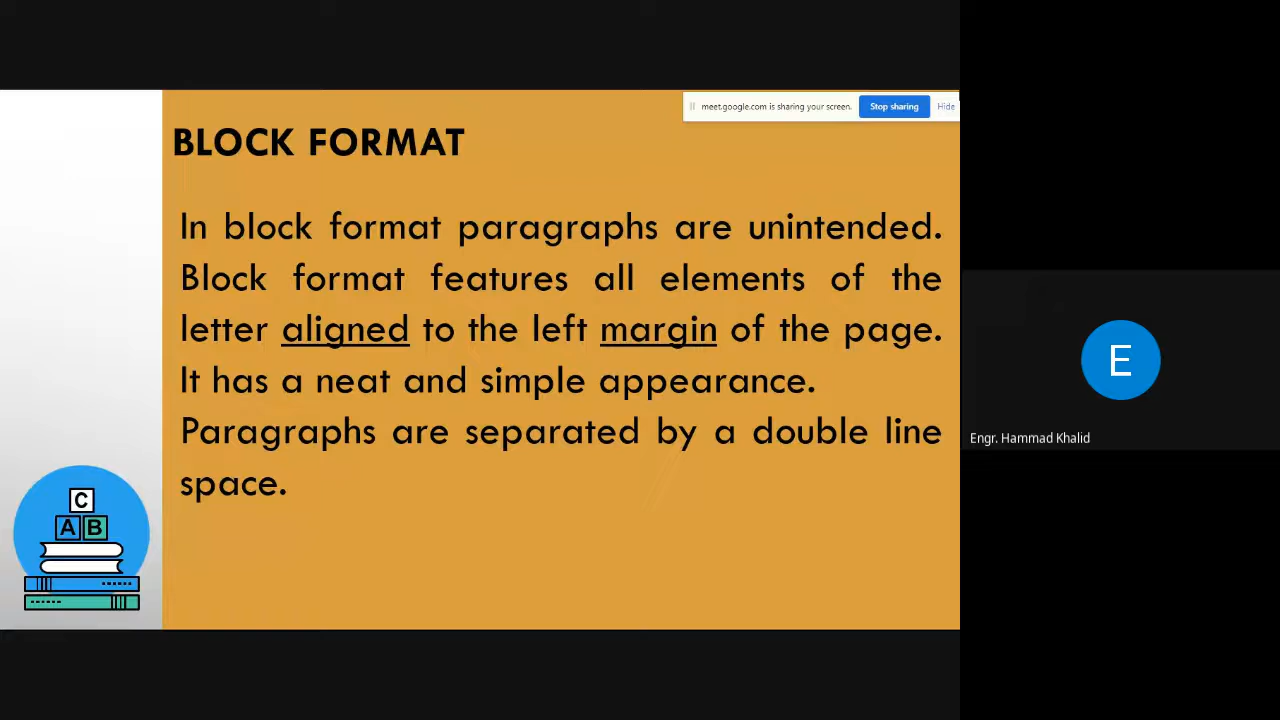 meet.google.com is sharing your screen. Stop sharing Hide
BLOCK FORMAT
In block format paragraphs are unintended.
Block format features all elements of the
letter aligned to the left margin of the page.
It has a neat and simple appearance.
Paragraphs are separated by a double line
space.
C
A B
E
Engr. Hammad Khalid